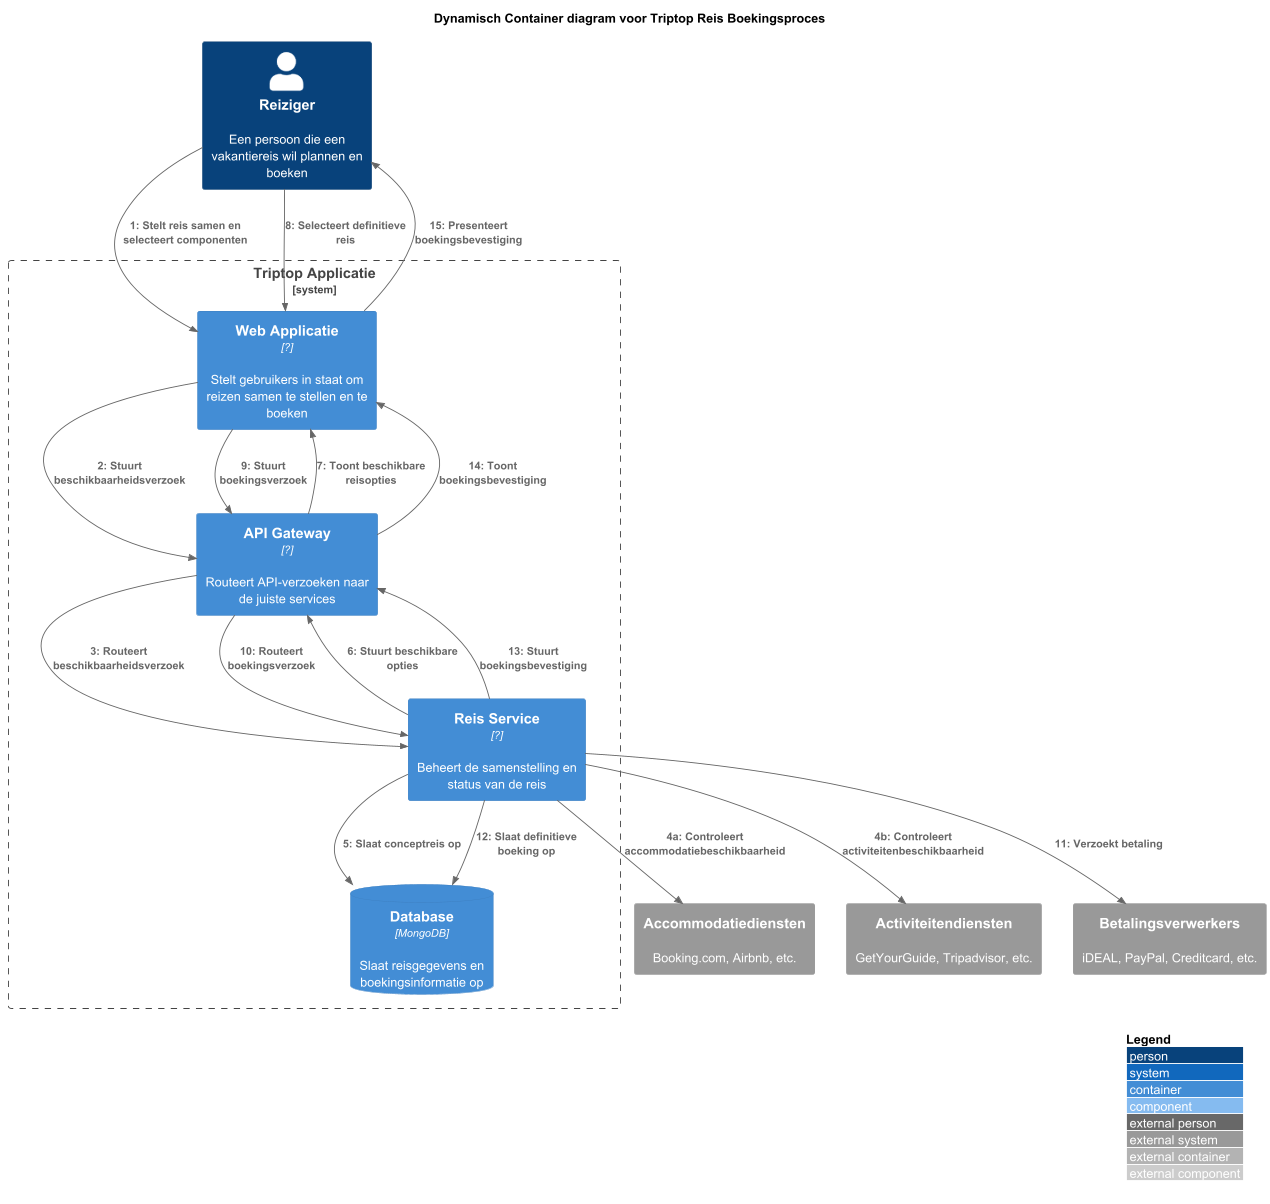 Dynamisch Container diagram voor Triptop Reis Boekingsproces
Reiziger
Een persoon die een
vakantiereis wil plannen en
boeken
1: Stelt reis samen en
selecteert componenten
8: Selecteert definitieve
reis
15: Presenteert
boekingsbevestiging
Triptop Applicatie
[system]
Web Applicatie
[?]
Stelt gebruikers in staat om
reizen samen te stellen en te
boeken
2: Stuurt
beschikbaarheidsverzoek
9: Stuurt
boekingsverzoek
7: Toont beschikbare
reisopties
14: Toont
boekingsbevestiging
API Gateway
[?]
Routeert API-verzoeken naar
de juiste services
3: Routeert
beschikbaarheidsverzoek
10: Routeert
boekingsverzoek
6: Stuurt beschikbare
opties
13: Stuurt
boekingsbevestiging
Reis Service
[?]
Beheert de samenstelling en
status van de reis
5: Slaat conceptreis op
12: Slaat definitieve
boeking op
4a: Controleert
accommodatiebeschikbaarheid
4b: Controleert
activiteitenbeschikbaarheid
11: Verzoekt betaling
Database
[MongoDB]
Slaat reisgegevens en
boekingsinformatie op
Accommodatiediensten
Booking.com, Airbnb, etc.
Activiteitendiensten
GetYourGuide, Tripadvisor, etc.
Betalingsverwerkers
iDEAL, PayPal, Creditcard, etc.
Legend
person
system
container
component
external person
external system
external container
external component